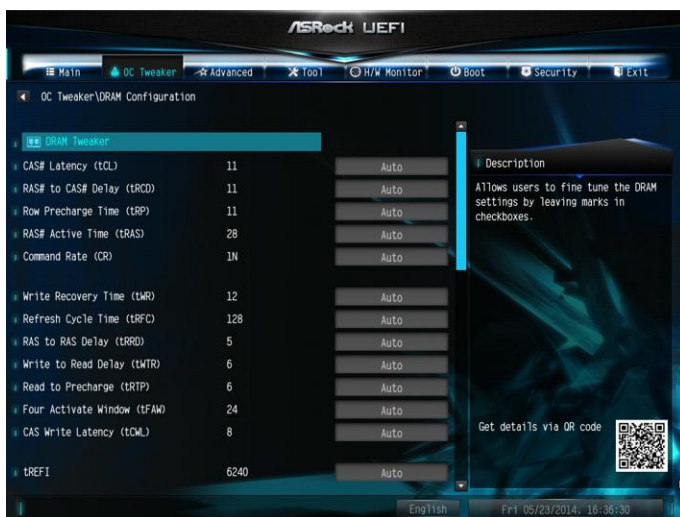 ASRock UEFI
Main OC Tweaker Advanced Tool H/W Monitor Boot Security Exit
OC Tweaker\DRAM Configuration
DRAM Tweaker
CAS# Latency (tCL) 11 Auto
RAS# to CAS# Delay (tRCD) 11 Auto
Row Precharge Time (tRP) 11 Auto
RAS# Active Time (tRAS) 28 Auto
Command Rate (CR) 1N Auto
Write Recovery Time (tWR) 12 Auto
Refresh Cycle Time (tRFC) 128 Auto
RAS to RAS Delay (tRRD) 5 Auto
Write to Read Delay (tWTR) 6 Auto
Read to Precharge (tRTP) 6 Auto
Four Activate Window (tFAW) 24 Auto
CAS Write Latency (tCWL) 8 Auto
tREFI 6240 Auto
Description
Allows users to fine tune the DRAM
settings by leaving marks in
checkboxes.
Get details via QR code
English Fri 05/23/2014. 16:36:30